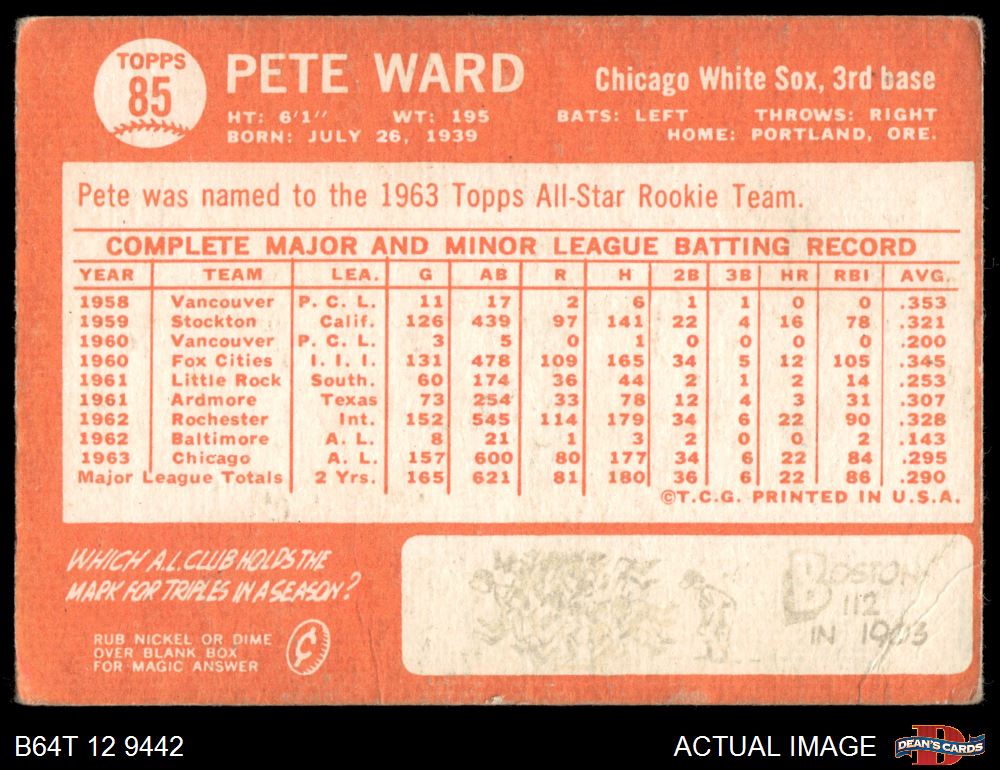 TOPPS
85
PETE WARD
Chicago White Sox, 3rd base
HT: 6'1" WT: 195 BATS: LEFT THROWS: RIGHT
BORN: JULY 26, 1939 HOME: PORTLAND, ORE.
Pete was named to the 1963 Topps All-Star Rookie Team.
COMPLETE MAJOR AND MINOR LEAGUE BATTING RECORD
YEAR TEAM LEA. G AB R H 2B 3B HR RBI AVG.
1958 Vancouver P. C. L. 11 17 2 6 1 1 0 0 .353
1959 Stockton Calif. 126 439 97 141 22 4 16 78 .321
1960 Vancouver P. C. L. 3 5 0 1 0 0 0 0 .200
1960 Fox Cities I. I. I. 131 478 109 165 34 5 12 105 .345
1961 Little Rock South. 60 174 36 44 2 1 2 14 .253
1961 Ardmore Texas 73 254 33 78 12 4 3 31 .307
1962 Rochester Int. 152 545 114 179 34 6 22 90 .328
1962 Baltimore A. L. 8 21 1 3 2 0 0 2 .143
1963 Chicago A. L. 157 600 80 177 34 6 22 84 .295
Major League Totals 2 Yrs. 165 621 81 180 36 6 22 86 .290
©T.C.G. PRINTED IN U.S.A.
WHICH A.L. CLUB HOLDS THE
MARK FOR TRIPLES IN A SEASON?
RUB NICKEL OR DIME
OVER BLANK BOX
FOR MAGIC ANSWER
¢
BOSTON
112
IN 1903
B64T 12 9442
ACTUAL IMAGE
D
DEAN'S CARDS